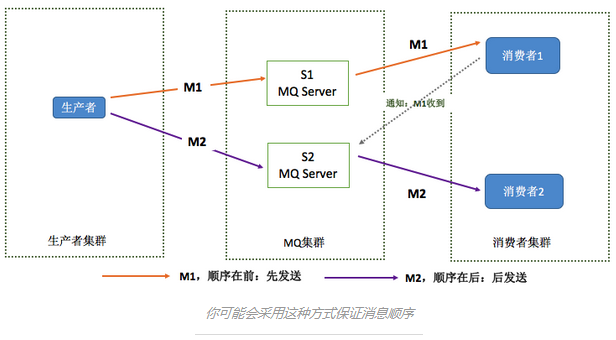 M1
消费者1
S1
MQ Server
生产者
M1
通知：M1收到
M2
S2
MQ Server
M2
消费者2
生产者集群
MQ集群
消费者集群
M1，顺序在前：先发送
M2，顺序在后：后发送
你可能会采用这种方式保证消息顺序